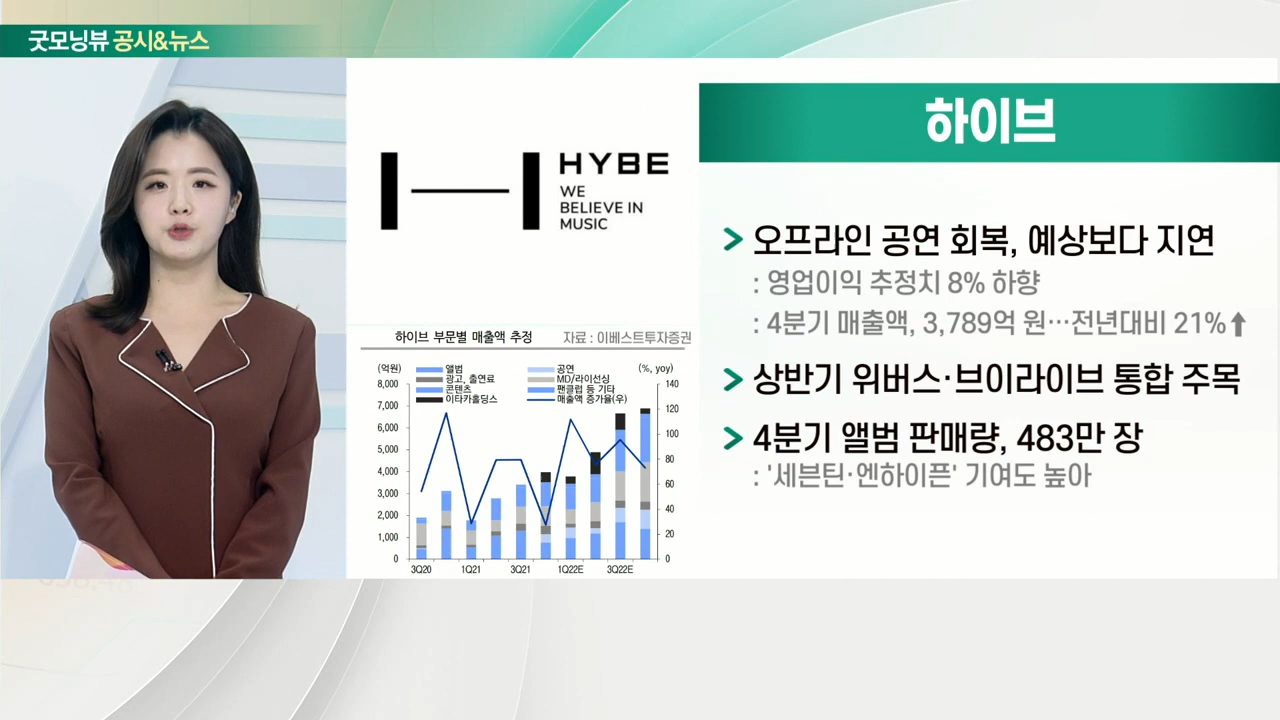 굿모닝뷰 공시&뉴스
HYBE
WE
BELIEVE IN
MUSIC
하이브 부문별 매출액 추정 자료 : 이베스트투자증권
(억원) (%, yoy)
앨범 공연
광고, 출연료 MD/라이선싱
콘텐츠 팬클럽 등 기타
이타카홀딩스 매출액 증가율(우)
8,000 140
7,000 120
6,000 100
5,000 80
4,000
3,000 60
2,000 40
1,000 20
0 0
3Q20 1Q21 3Q21 1Q22E 3Q22E
하이브
> 오프라인 공연 회복, 예상보다 지연
: 영업이익 추정치 8% 하향
: 4분기 매출액, 3,789억 원…전년대비 21%⬆
> 상반기 위버스·브이라이브 통합 주목
> 4분기 앨범 판매량, 483만 장
: '세븐틴·엔하이픈' 기여도 높아